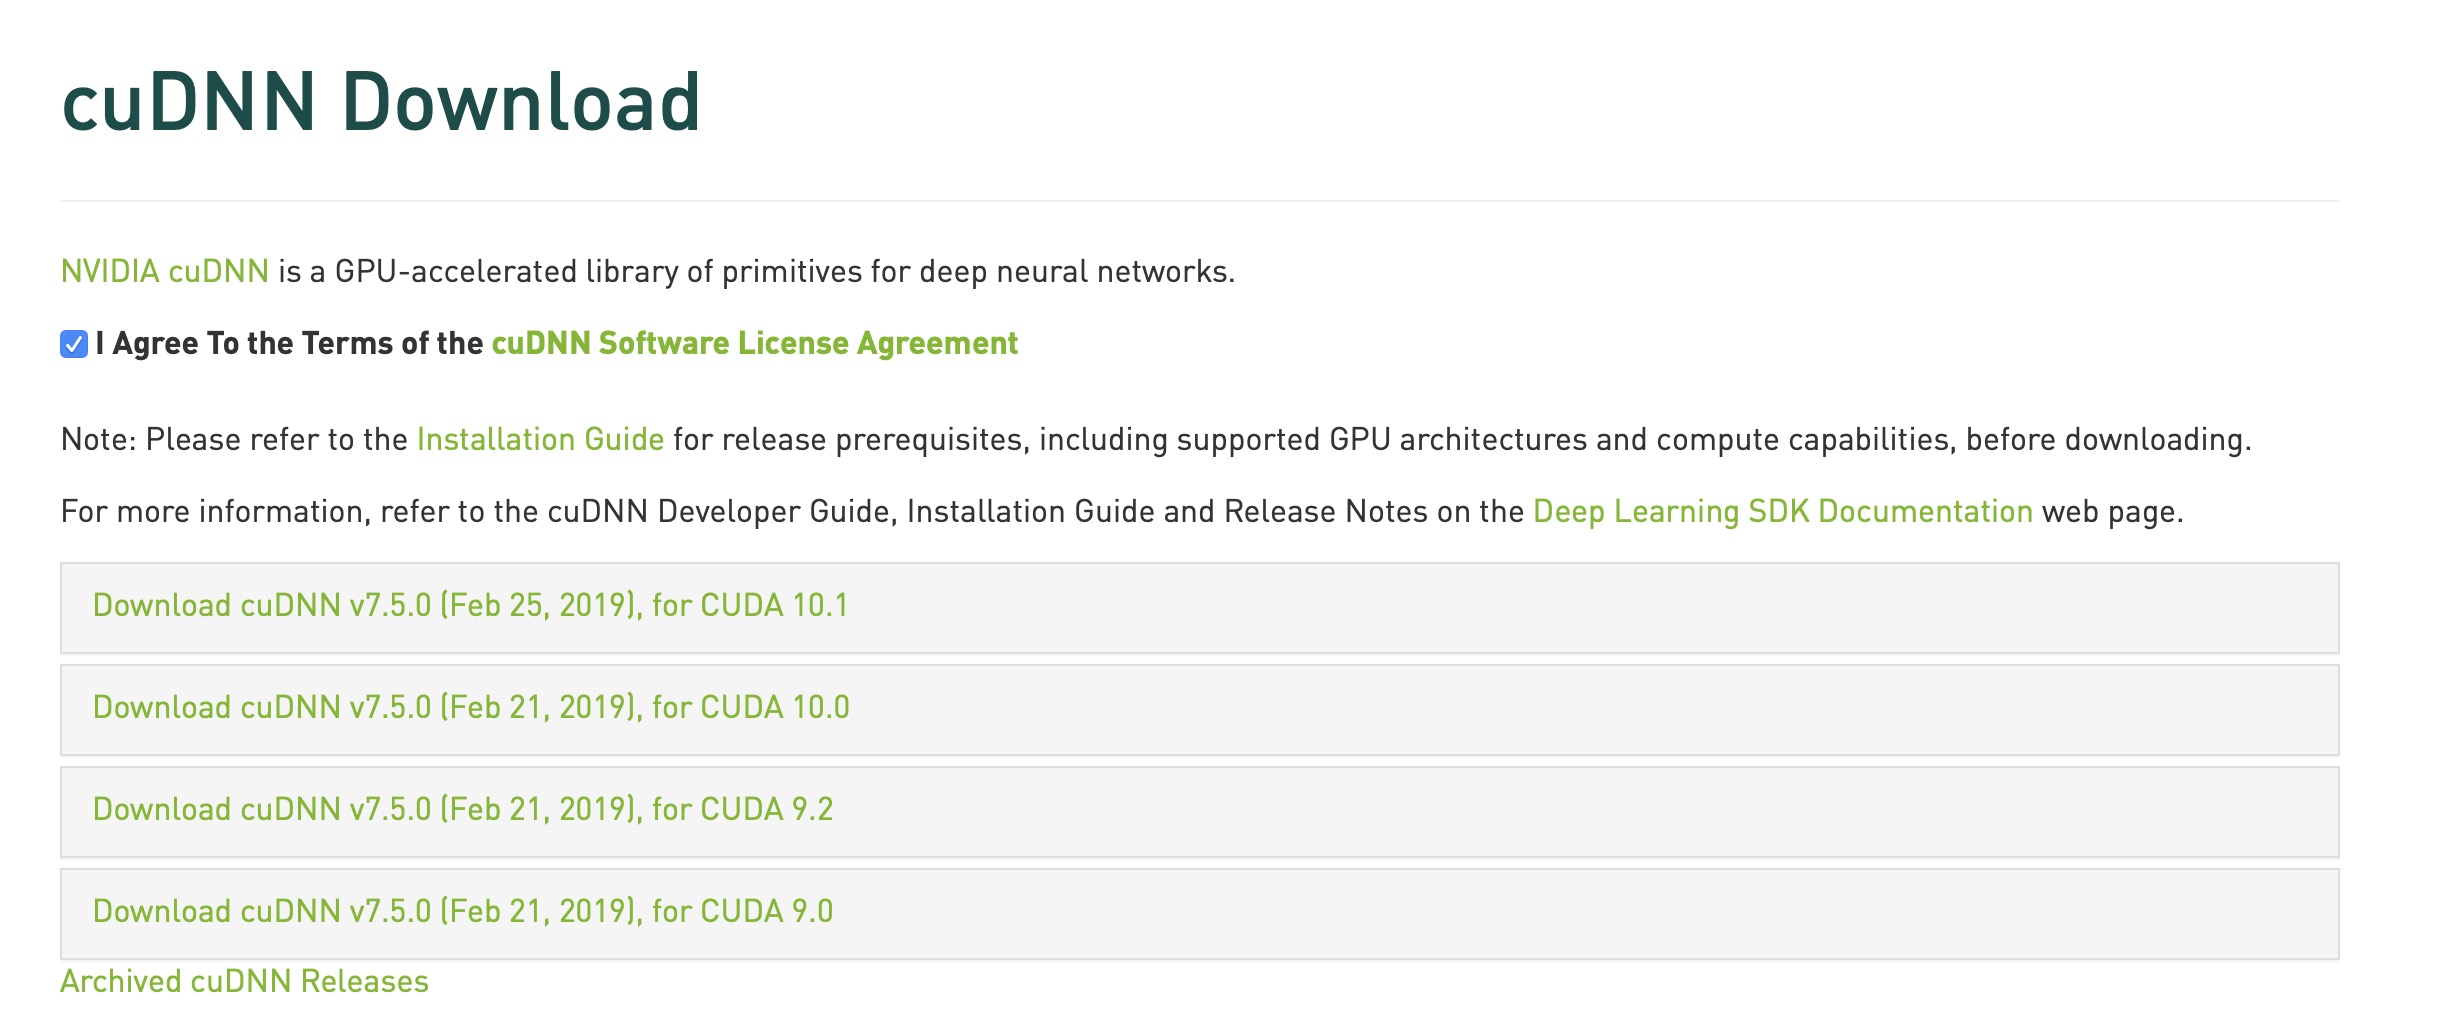 cuDNN Download
NVIDIA cuDNN is a GPU-accelerated library of primitives for deep neural networks.
I Agree To the Terms of the cuDNN Software License Agreement
Note: Please refer to the Installation Guide for release prerequisites, including supported GPU architectures and compute capabilities, before downloading.
For more information, refer to the cuDNN Developer Guide, Installation Guide and Release Notes on the Deep Learning SDK Documentation web page.
Download cuDNN v7.5.0 (Feb 25, 2019), for CUDA 10.1
Download cuDNN v7.5.0 (Feb 21, 2019), for CUDA 10.0
Download cuDNN v7.5.0 (Feb 21, 2019), for CUDA 9.2
Download cuDNN v7.5.0 (Feb 21, 2019), for CUDA 9.0
Archived cuDNN Releases